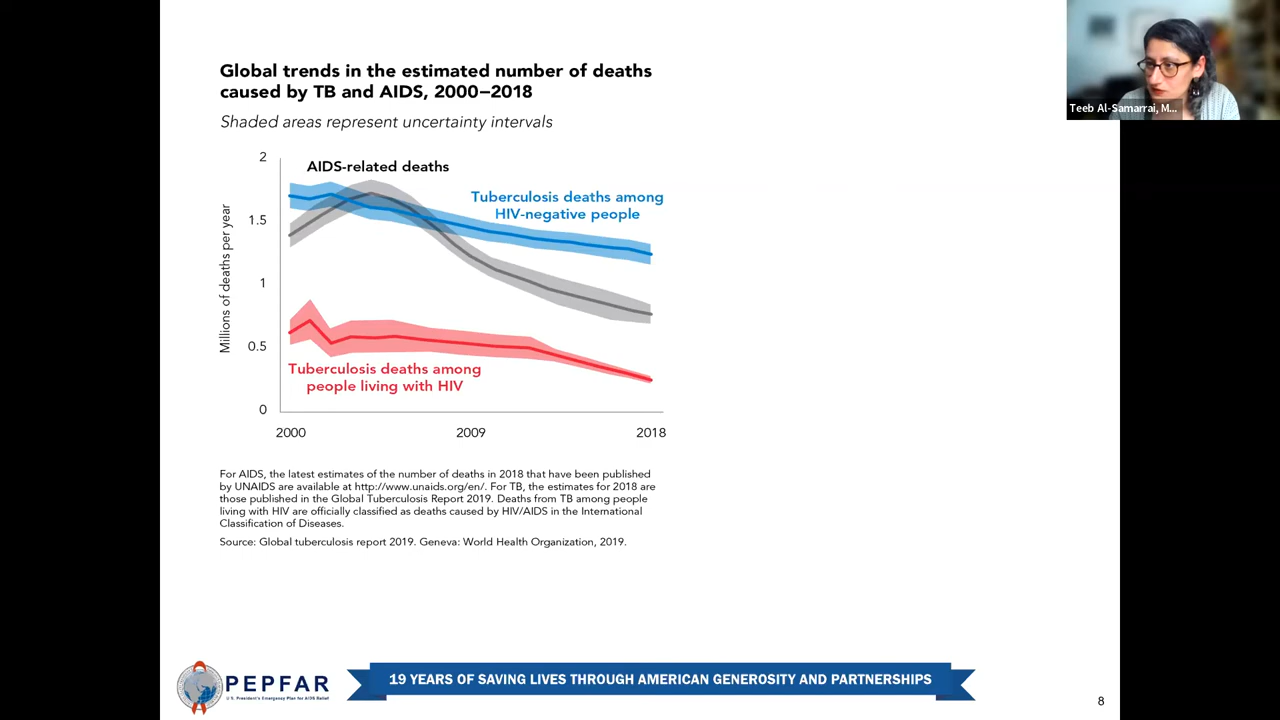 Global trends in the estimated number of deaths
caused by TB and AIDS, 2000–2018
Shaded areas represent uncertainty intervals
Teeb Al-Samarrai, M...
2
AIDS-related deaths
Tuberculosis deaths among
HIV-negative people
1.5
Millions of deaths per year
1
0.5
Tuberculosis deaths among
people living with HIV
0
2000
2009
2018
For AIDS, the latest estimates of the number of deaths in 2018 that have been published
by UNAIDS are available at http://www.unaids.org/en/. For TB, the estimates for 2018 are
those published in the Global Tuberculosis Report 2019. Deaths from TB among people
living with HIV are officially classified as deaths caused by HIV/AIDS in the International
Classification of Diseases.
Source: Global tuberculosis report 2019. Geneva: World Health Organization, 2019.
PEPFAR
U.S. President's Emergency Plan for AIDS Relief
19 YEARS OF SAVING LIVES THROUGH AMERICAN GENEROSITY AND PARTNERSHIPS
8